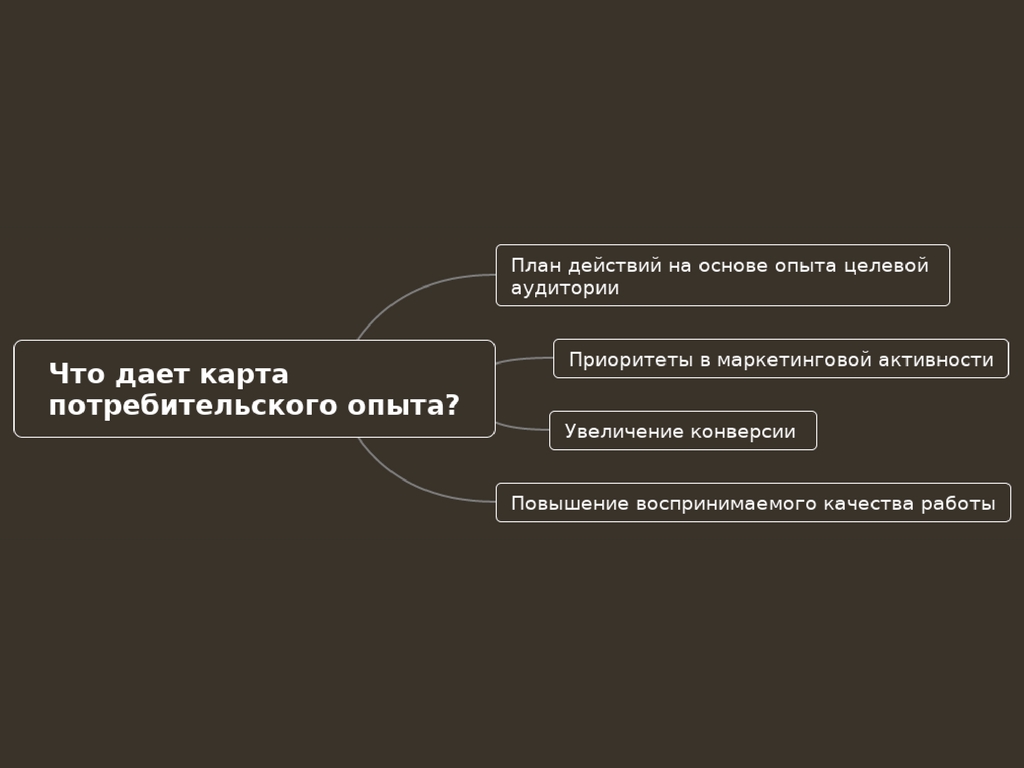 Что дает карта
потребительского опыта?
План действий на основе опыта целевой
аудитории
Приоритеты в маркетинговой активности
Увеличение конверсии
Повышение воспринимаемого качества работы